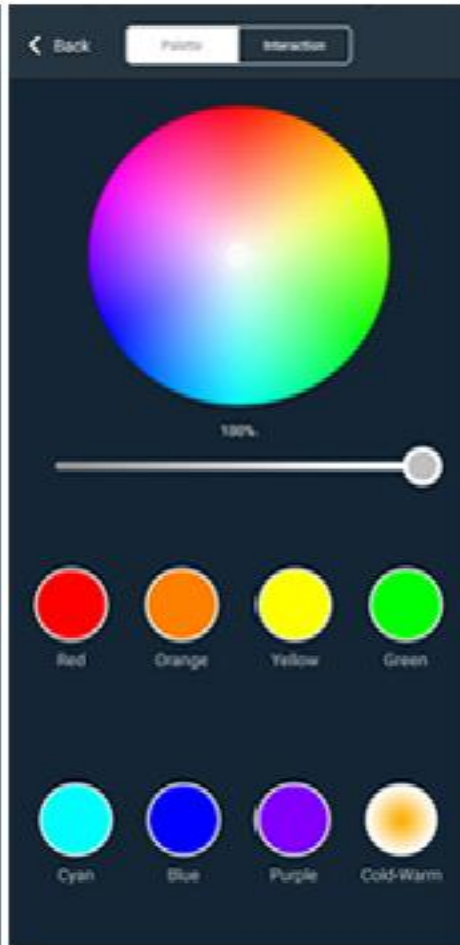 Back
Palette
Interaction
100%
Red
Orange
Yellow
Green
Cyan
Blue
Purple
Cold-Warm